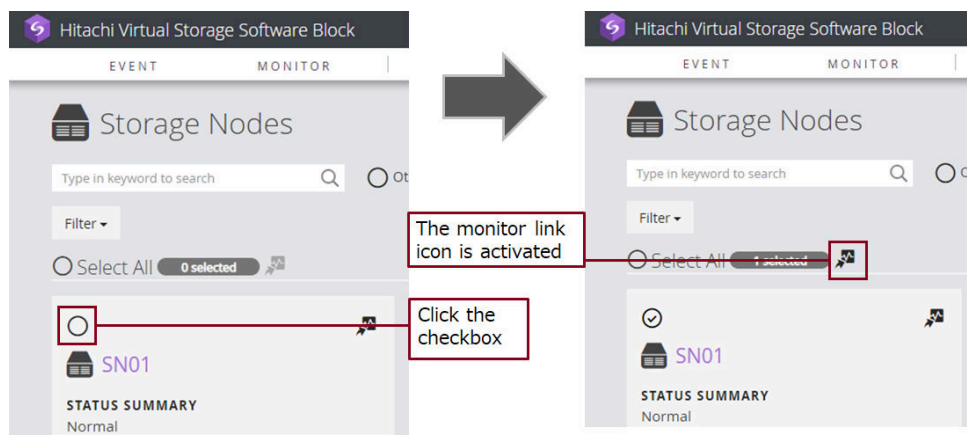 Hitachi Virtual Storage Software Block
EVENT MONITOR
Storage Nodes
Type in keyword to search
Ot
Filter
Select All 0 selected
SN01
STATUS SUMMARY
Normal
The monitor link
icon is activated
Click the
checkbox
Hitachi Virtual Storage Software Block
EVENT MONITOR
Storage Nodes
Type in keyword to search
Filter
Select All 1 selected
SN01
STATUS SUMMARY
Normal